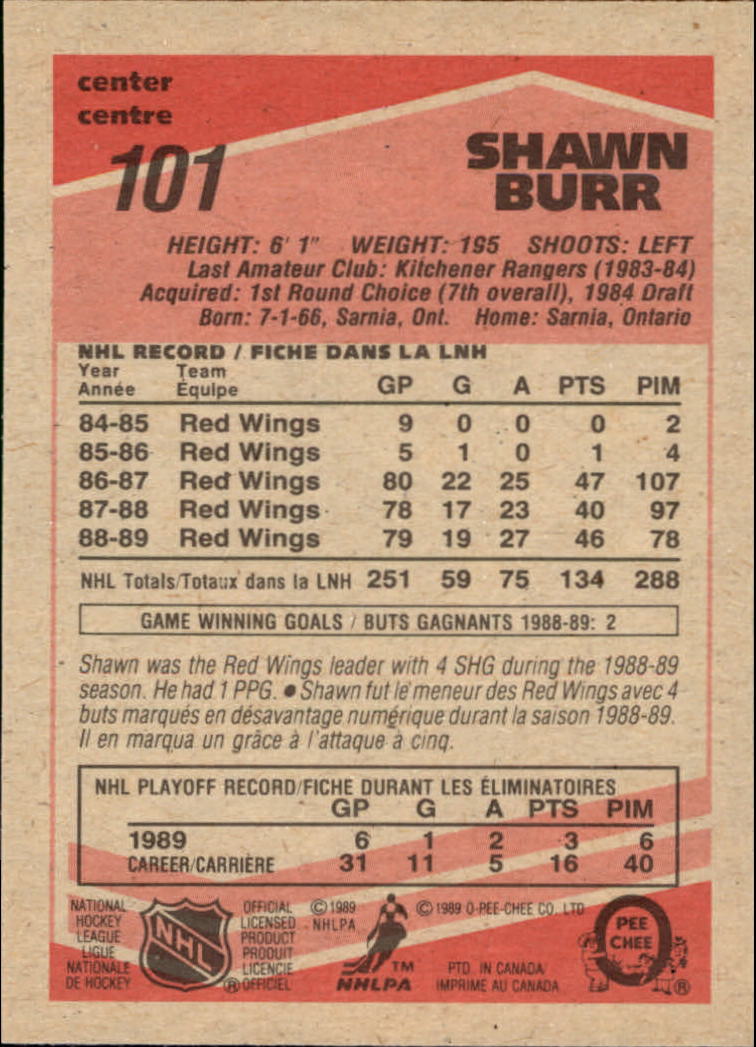 center
centre
101
SHAWN
BURR
HEIGHT: 6' 1" WEIGHT: 195 SHOOTS: LEFT
Last Amateur Club: Kitchener Rangers (1983-84)
Acquired: 1st Round Choice (7th overall), 1984 Draft
Born: 7-1-66, Sarnia, Ont. Home: Sarnia, Ontario
NHL RECORD / FICHE DANS LA LNH
Year Team
Année Équipe GP G A PTS PIM
84-85 Red Wings 9 0 0 0 2
85-86 Red Wings 5 1 0 1 4
86-87 Red Wings 80 22 25 47 107
87-88 Red Wings 78 17 23 40 97
88-89 Red Wings 79 19 27 46 78
NHL Totals/Totaux dans la LNH 251 59 75 134 288
GAME WINNING GOALS / BUTS GAGNANTS 1988-89: 2
Shawn was the Red Wings leader with 4 SHG during the 1988-89
season. He had 1 PPG. ● Shawn fut le meneur des Red Wings avec 4
buts marqués en désavantage numérique durant la saison 1988-89.
Il en marqua un grâce à l'attaque à cinq.
NHL PLAYOFF RECORD/FICHE DURANT LES ÉLIMINATOIRES
GP G A PTS PIM
1989 6 1 2 3 6
CAREER/CARRIÈRE 31 11 5 16 40
NATIONAL
HOCKEY
LEAGUE
LIGUE
NATIONALE
DE HOCKEY
NHL
®
OFFICIAL
LICENSED
PRODUCT
PRODUIT
LICENCIE
OFFICIEL
© 1989
NHLPA
TM
NHLPA
© 1989 O-PEE-CHEE CO. LTD
PTD. IN CANADA
IMPRIME AU CANADA
O
PEE
CHEE
®